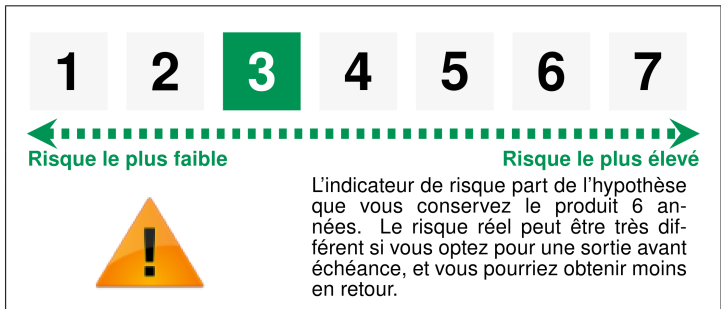 1 2 3 4 5 6 7
Risque le plus faible Risque le plus élevé
L'indicateur de risque part de l'hypothèse
que vous conservez le produit 6 an-
nées. Le risque réel peut être très dif-
férent si vous optez pour une sortie avant
échéance, et vous pourriez obtenir moins
en retour.